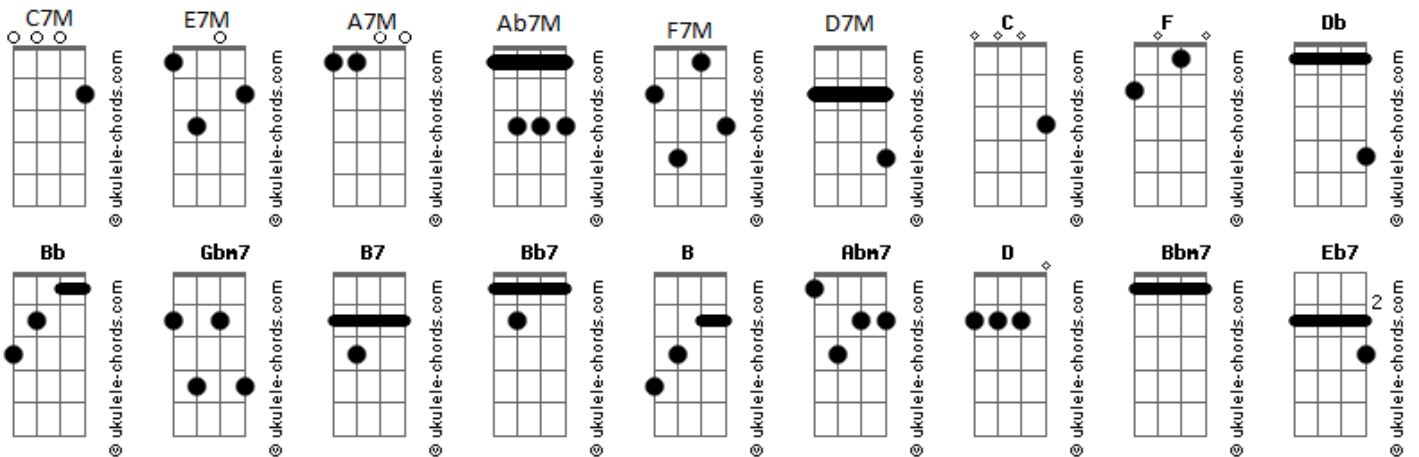 C7M E7M A7M Ab7M F7M D7M C F Db
© ukulele-chords.com © ukulele-chords.com © ukulele-chords.com © ukulele-chords.com © ukulele-chords.com © ukulele-chords.com © ukulele-chords.com © ukulele-chords.com © ukulele-chords.com
Bb Gbm7 B7 Bb7 B Abm7 D Bbm7 Eb7
2
© ukulele-chords.com © ukulele-chords.com © ukulele-chords.com © ukulele-chords.com © ukulele-chords.com © ukulele-chords.com © ukulele-chords.com © ukulele-chords.com © ukulele-chords.com